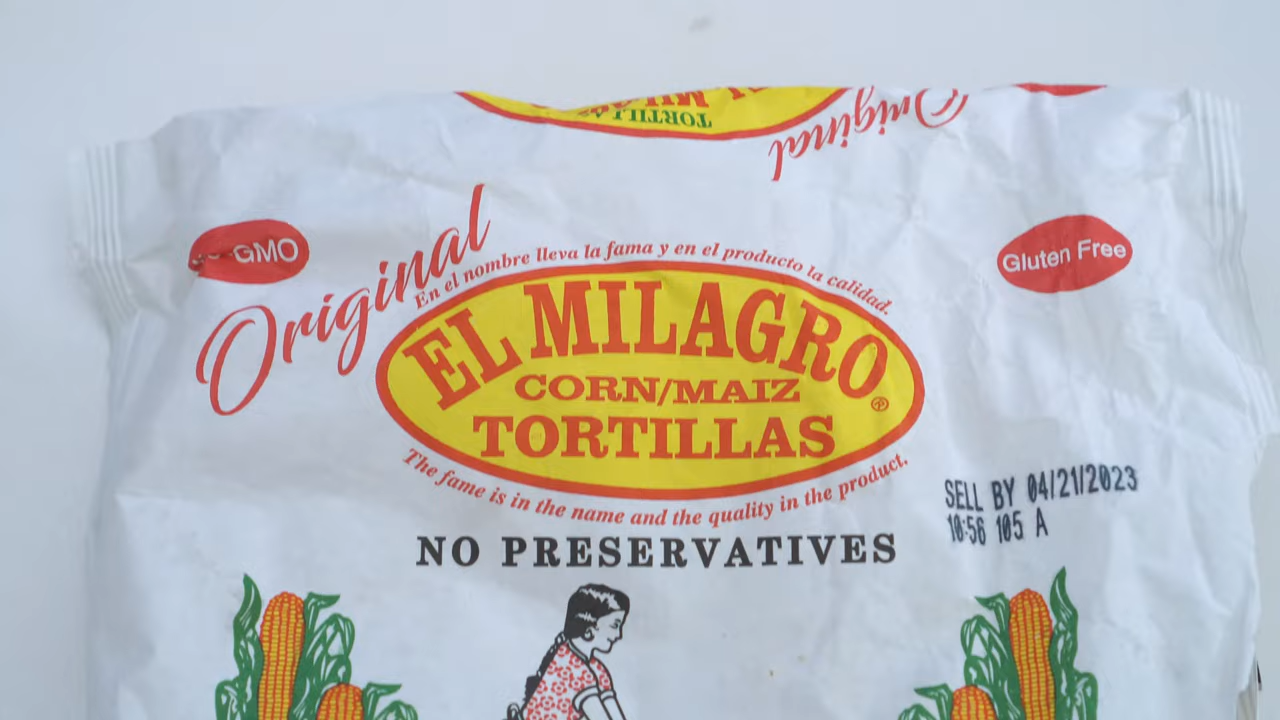 TORTILLAS
Original
GMO
Original
Gluten Free
En el nombre lleva la fama y en el producto la calidad.
EL MILAGRO®
CORN/MAIZ
TORTILLAS
The fame is in the name and the quality in the product.
SELL BY 04/21/2023
10:56 105 A
NO PRESERVATIVES